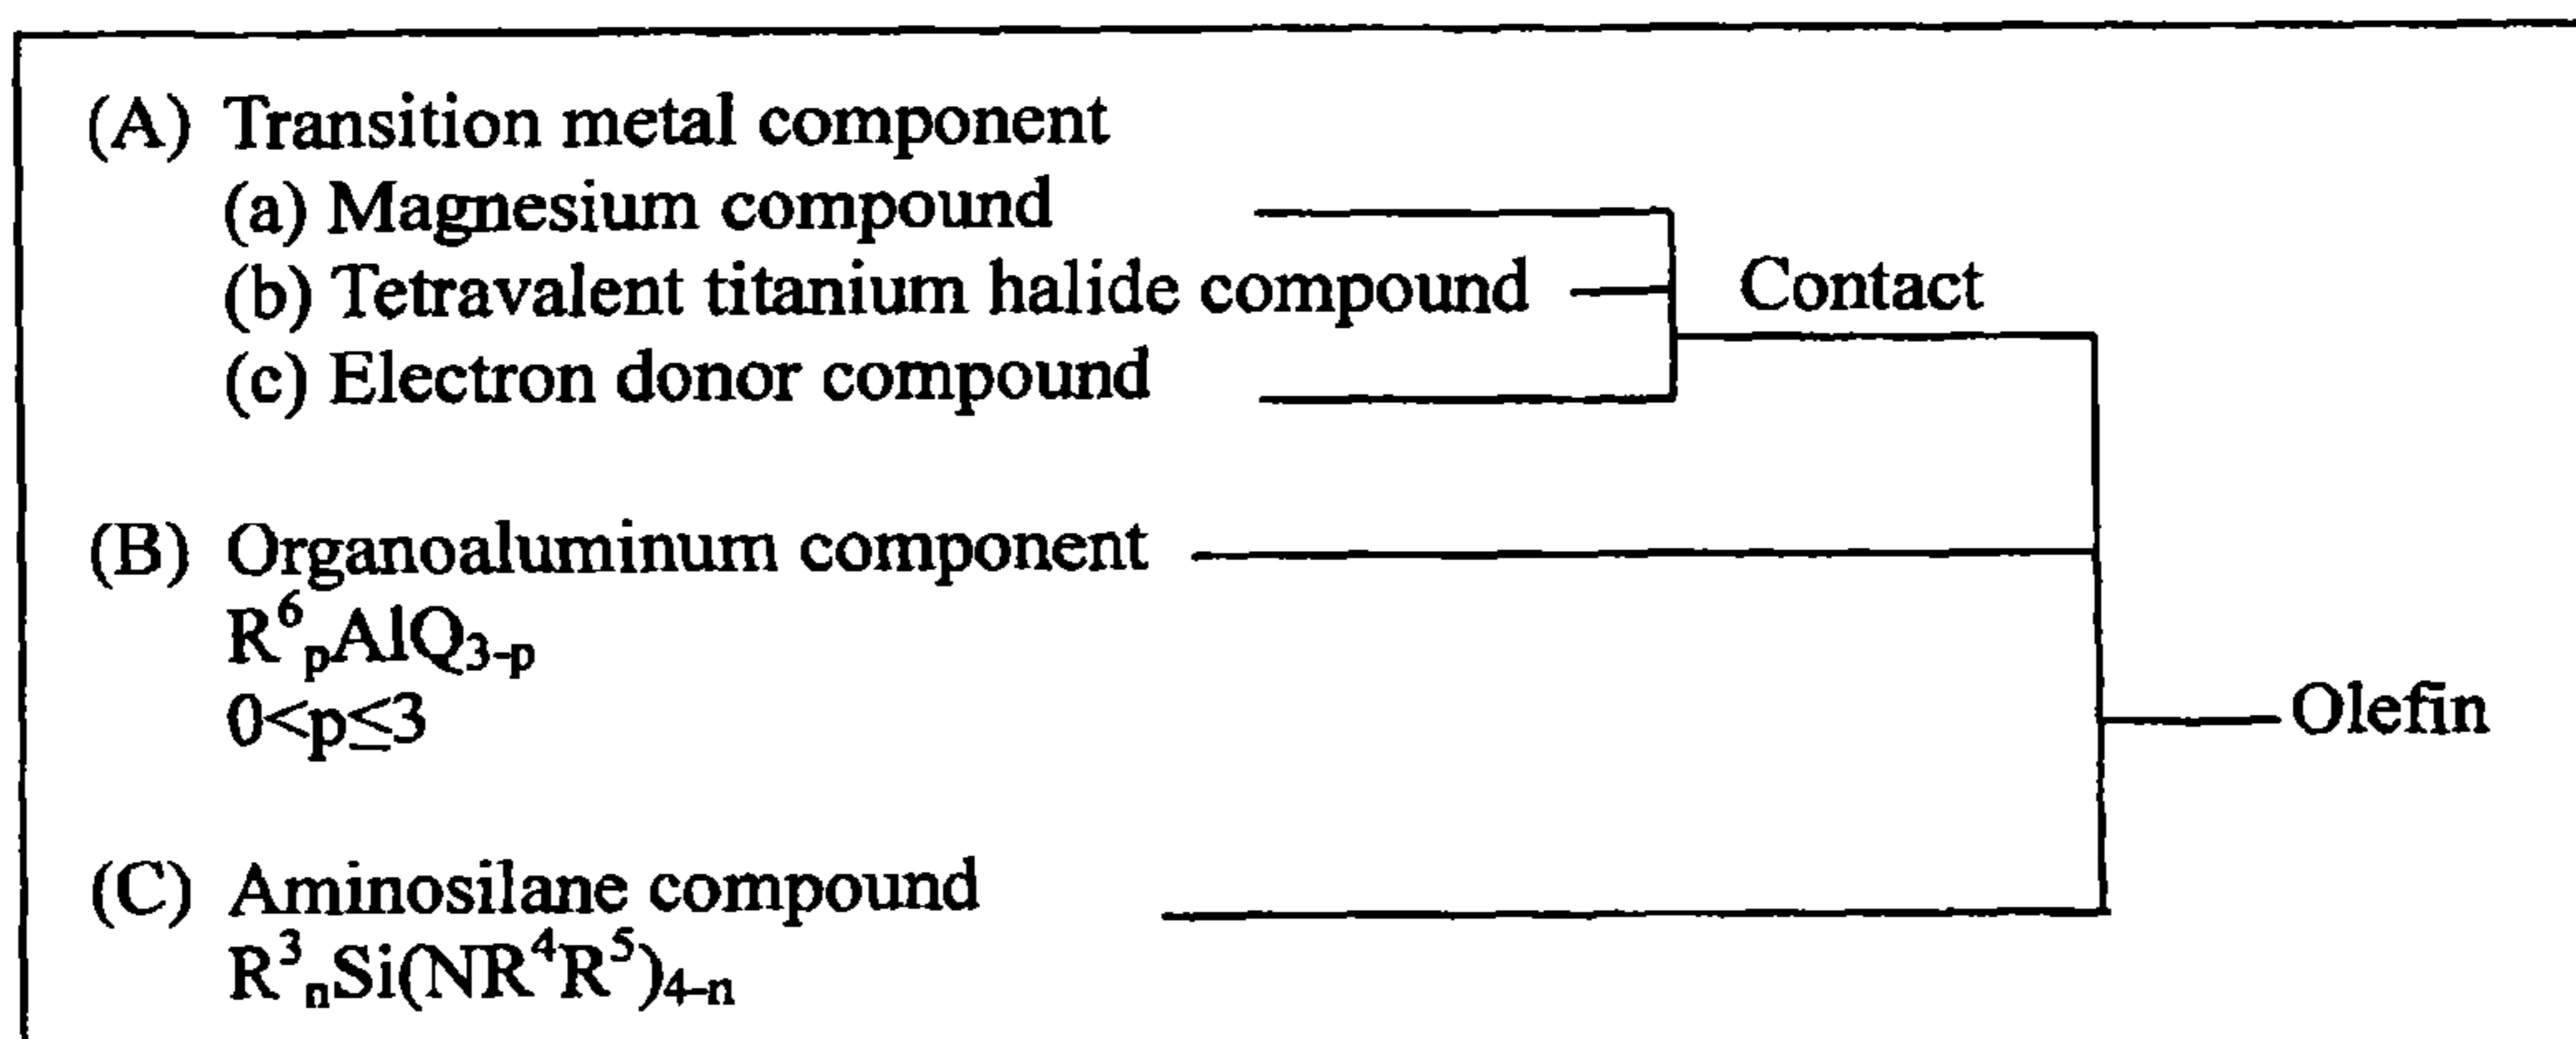 (A) Transition metal component
(a) Magnesium compound
(b) Tetravalent titanium halide compound
Contact
(c) Electron donor compound
(B) Organoaluminum component
R⁶ₚAlQ₃₋ₚ
0<p≤3
Olefin
(C) Aminosilane compound
R³ₙSi(NR⁴R⁵)₄₋ₙ